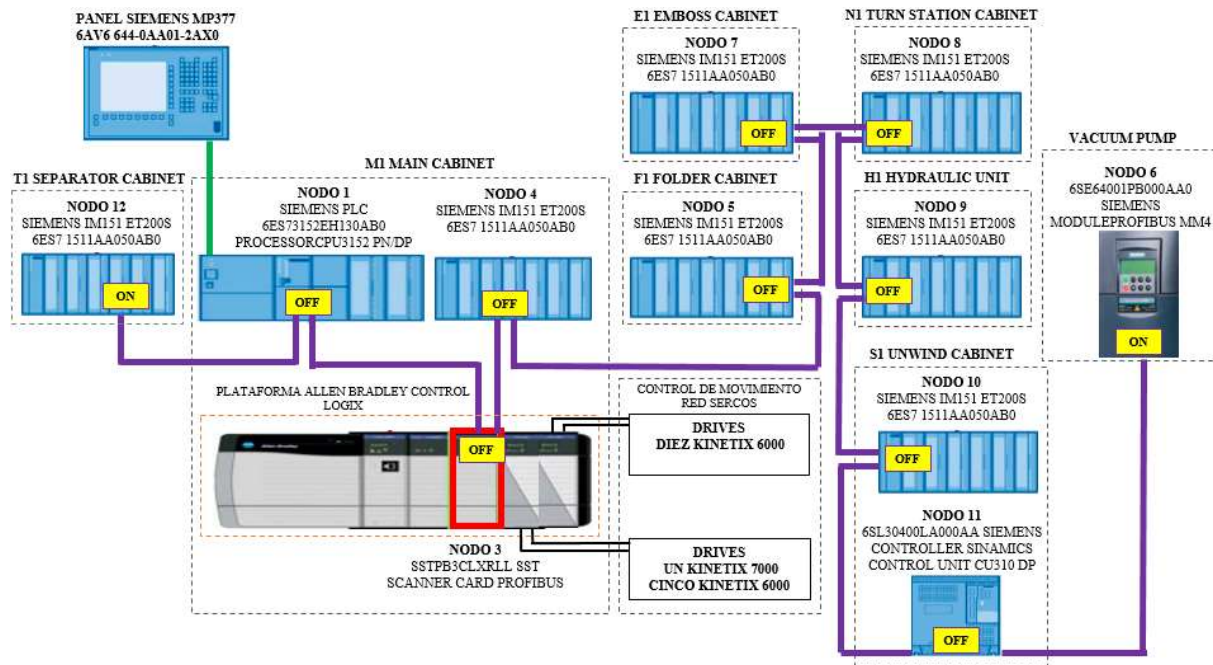 PANEL SIEMENS MP377
6AV6 644-0AA01-2AX0
E1 EMBOSS CABINET
NODO 7
SIEMENS IM151 ET200S
6ES7 1511AA050AB0
OFF
N1 TURN STATION CABINET
NODO 8
SIEMENS IM151 ET200S
6ES7 1511AA050AB0
OFF
T1 SEPARATOR CABINET
NODO 12
SIEMENS IM151 ET200S
6ES7 1511AA050AB0
ON
M1 MAIN CABINET
NODO 1
SIEMENS PLC
6ES73152EH130AB0
PROCESSORCPU3152 PN/DP
OFF
NODO 4
SIEMENS IM151 ET200S
6ES7 1511AA050AB0
OFF
F1 FOLDER CABINET
NODO 5
SIEMENS IM151 ET200S
6ES7 1511AA050AB0
OFF
H1 HYDRAULIC UNIT
NODO 9
SIEMENS IM151 ET200S
6ES7 1511AA050AB0
OFF
VACUUM PUMP
NODO 6
6SE64001PB000AA0
SIEMENS
MODULEPROFIBUS MM4
ON
PLATAFORMA ALLEN BRADLEY CONTROL
LOGIX
OFF
NODO 3
SSTPB3CLXRLL SST
SCANNER CARD PROFIBUS
CONTROL DE MOVIMIENTO
RED SERCOS
DRIVES
DIEZ KINETIX 6000
DRIVES
UN KINETIX 7000
CINCO KINETIX 6000
S1 UNWIND CABINET
NODO 10
SIEMENS IM151 ET200S
6ES7 1511AA050AB0
OFF
NODO 11
6SL30400LA000AA SIEMENS
CONTROLLER SINAMICS
CONTROL UNIT CU310 DP
OFF